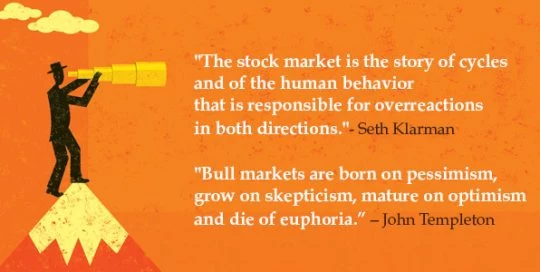 "The stock market is the story of cycles
and of the human behavior
that is responsible for overreactions
in both directions."- Seth Klarman
"Bull markets are born on pessimism,
grow on skepticism, mature on optimism
and die of euphoria.” – John Templeton